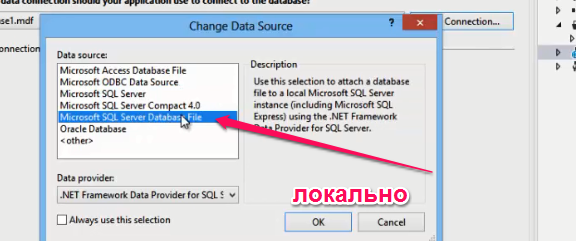 data connection should your application use to connect to the database?
ase1.mdf
Connection...
onnection
Change Data Source
?
Data source:
Microsoft Access Database File
Microsoft ODBC Data Source
Microsoft SQL Server
Microsoft SQL Server Compact 4.0
Microsoft SQL Server Database File
Oracle Database
<other>
Description
Use this selection to attach a database
file to a local Microsoft SQL Server
instance (including Microsoft SQL
Express) using the .NET Framework
Data Provider for SQL Server.
Data provider:
.NET Framework Data Provider for SQL S
локально
Always use this selection
OK
Cancel